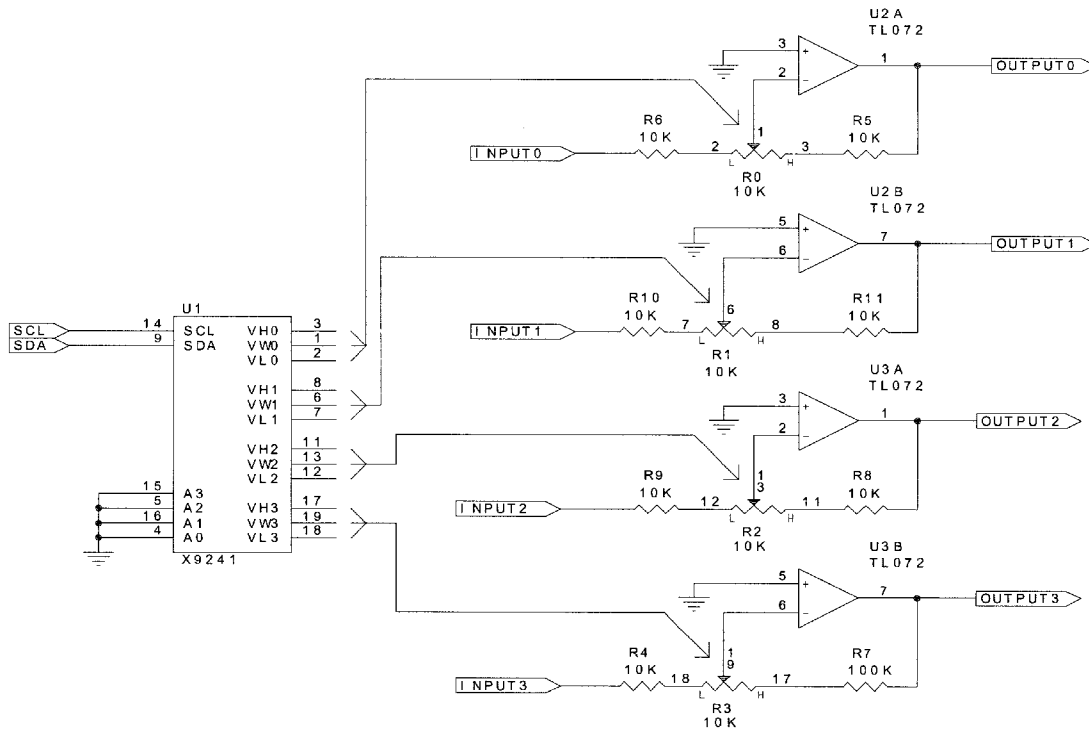 U2A
TL072
3
+
1
2
−
OUTPUT0
R6
10K
1
R5
10K
INPUT0
2
L
H
3
R0
10K
U2B
TL072
5
+
7
6
−
OUTPUT1
R10
10K
6
R11
10K
INPUT1
7
L
H
8
R1
10K
U1
SCL
14
SCL
VH0
3
SDA
9
SDA
VW0
1
VL0
2
VH1
8
VW1
6
VL1
7
VH2
11
VW2
13
VL2
12
15
A3
VH3
17
5
A2
VW3
19
16
A1
VL3
18
4
A0
X9241
U3A
TL072
3
+
1
2
−
OUTPUT2
R9
10K
1
3
R8
10K
INPUT2
12
L
H
11
R2
10K
U3B
TL072
5
+
7
6
−
OUTPUT3
R4
10K
1
9
R7
100K
INPUT3
18
L
H
17
R3
10K